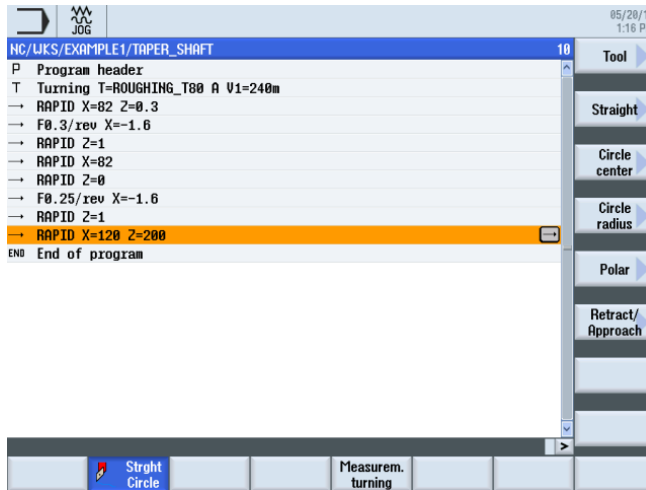 JOG
05/20/1
1:16 P
NC/WKS/EXAMPLE1/TAPER_SHAFT 10
P Program header
T Turning T=ROUGHING_T80 A V1=240m
→ RAPID X=82 Z=0.3
→ F0.3/rev X=-1.6
→ RAPID Z=1
→ RAPID X=82
→ RAPID Z=0
→ F0.25/rev X=-1.6
→ RAPID Z=1
→ RAPID X=120 Z=200 →
END End of program
Tool
Straight
Circle
center
Circle
radius
Polar
Retract/
Approach
>
Strght
Circle
Measurem.
turning